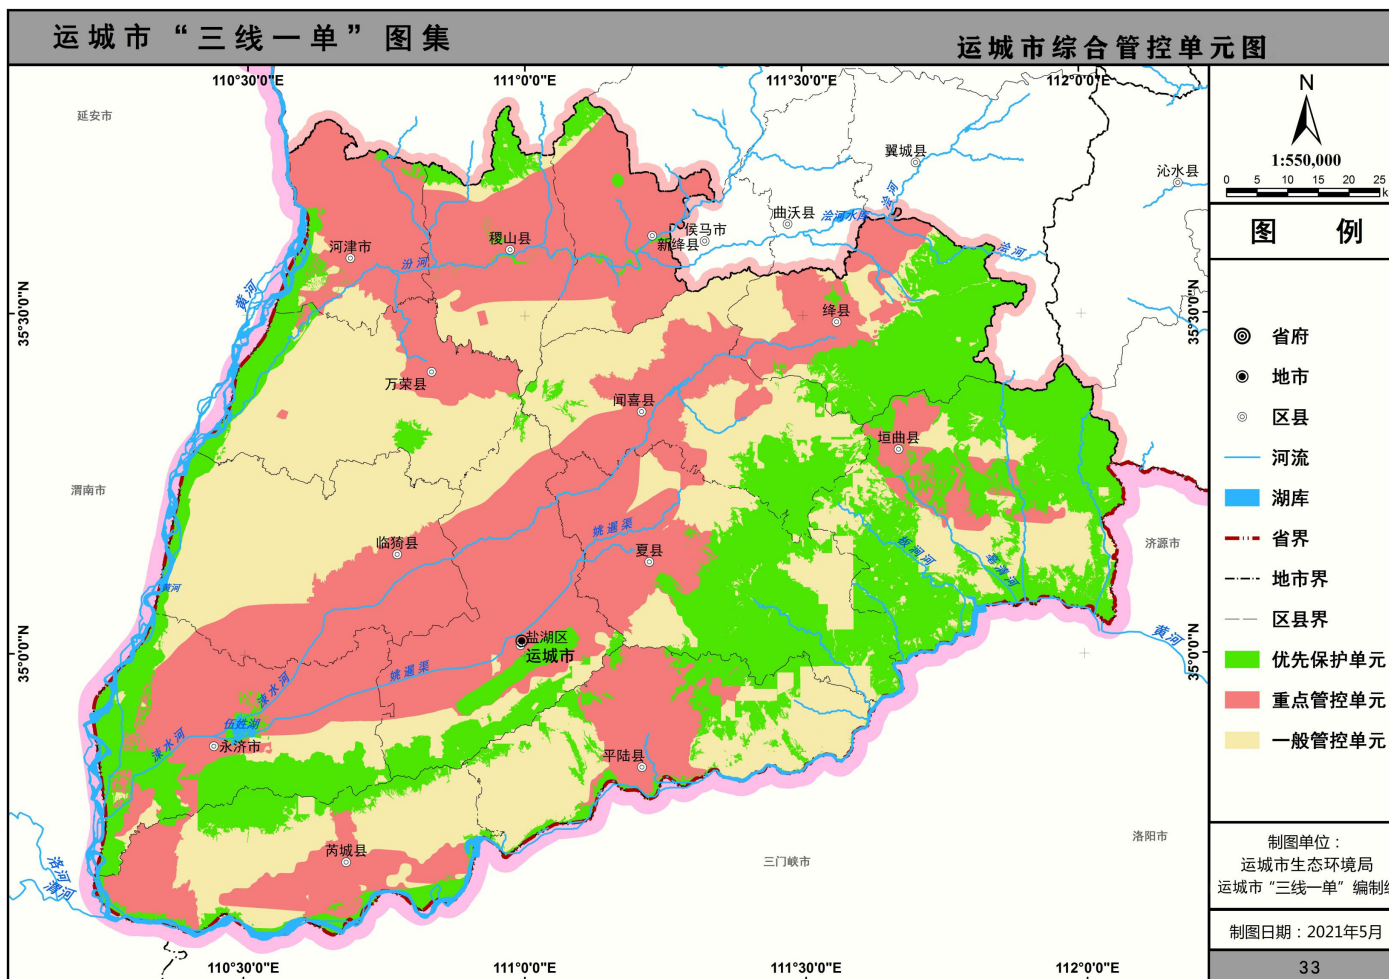 运城市“三线一单”图集
运城市综合管控单元图
110°30'0"E
111°0'0"E
111°30'0"E
112°0'0"E
延安市
翼城县
沁水县
浍河
曲沃县
浍河水库
侯马市
新绛县
浍河
稷山县
河津市
汾河
黄河
35°30'0"N
35°30'0"N
绛县
万荣县
闻喜县
垣曲县
渭南市
姚暹渠
临猗县
夏县
板涧河
亳清河
济源市
黄河
盐湖区
运城市
黄河
35°0'0"N
35°0'0"N
姚暹渠
涑水河
伍姓湖
涑水河
永济市
平陆县
芮城县
三门峡市
洛阳市
洛河
渭河
110°30'0"E
111°0'0"E
111°30'0"E
112°0'0"E
N
1:550,000
0 5 10 15 20 25
k
图 例
省府
地市
区县
河流
湖库
省界
地市界
区县界
优先保护单元
重点管控单元
一般管控单元
制图单位：
运城市生态环境局
运城市“三线一单”编制
制图日期：2021年5月
33